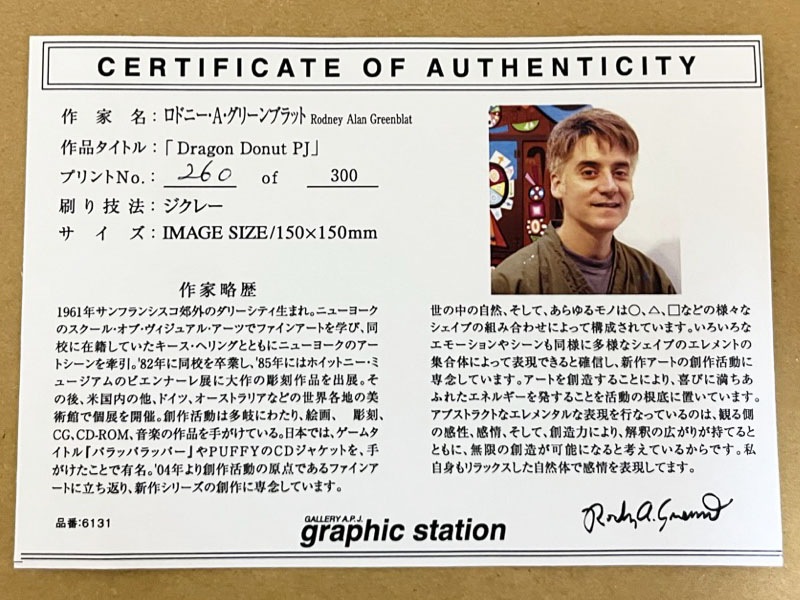 CERTIFICATE OF AUTHENTICITY
作家名：ロドニー・A・グリーンブラット Rodney Alan Greenblat
作品タイトル：「Dragon Donut PJ」
プリントNo.： 260 of 300
刷り技法：ジクレー
サイズ：IMAGE SIZE/150×150mm
作家略歴
1961年サンフランシスコ郊外のダリーシティ生まれ。ニューヨーク
のスクール・オブ・ヴィジュアル・アーツでファインアートを学び、同
校に在籍していたキース・ヘリングとともにニューヨークのアー
トシーンを牽引。'82年に同校を卒業し、'85年にはホイットニー・ミ
ュージアムのビエンナーレ展に大作の彫刻作品を出展。そ
の後、米国内の他、ドイツ、オーストラリアなどの世界各地の美
術館で個展を開催。創作活動は多岐にわたり、絵画、 彫刻、
CG、CD-ROM、音楽の作品を手がけている。日本では、ゲームタ
イトル『パラッパラッパー』やPUFFYのCDジャケットを、手
がけたことで有名。'04年より創作活動の原点であるファインア
ートに立ち返り、新作シリーズの創作に専念しています。
世の中の自然、そして、あらゆるモノは○、△、□などの様々な
シェイプの組み合わせによって構成されています。いろいろな
エモーションやシーンも同様に多様なシェイプのエレメントの
集合体によって表現できると確信し、新作アートの創作活動に
専念しています。アートを創造することにより、喜びに満ちあ
ふれたエネルギーを発することを活動の根底に置いています。
アブストラクトなエレメンタルな表現を行なっているのは、観る側
の感性、感情、そして、創造力により、解釈の広がりが持てると
ともに、無限の創造が可能になると考えているからです。私
自身もリラックスした自然体で感情を表現してます。
品番:6131
GALLERY A.P.J.
graphic station